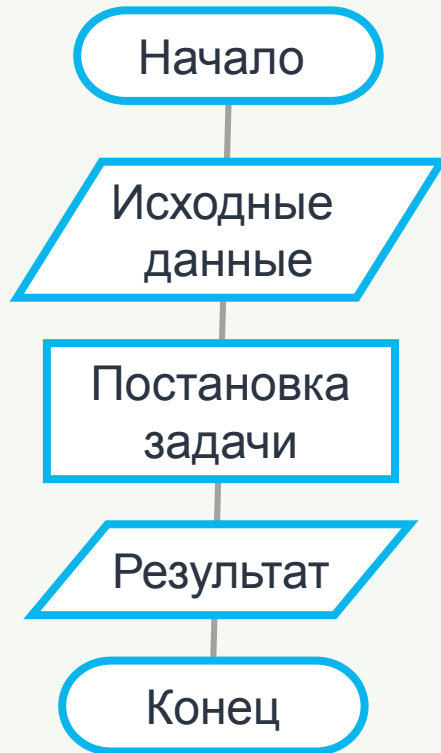 Начало
Исходные
данные
Постановка
задачи
Результат
Конец